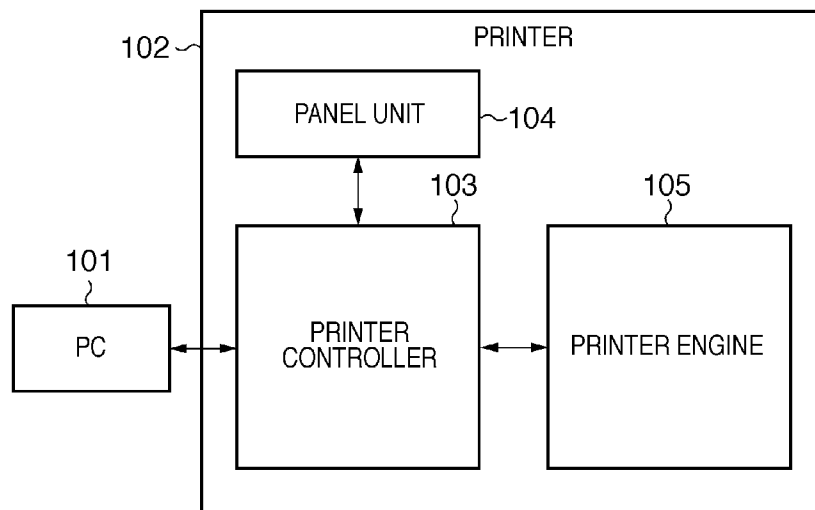 102
PRINTER
PANEL UNIT
104
103
105
101
PC
PRINTER
CONTROLLER
PRINTER ENGINE